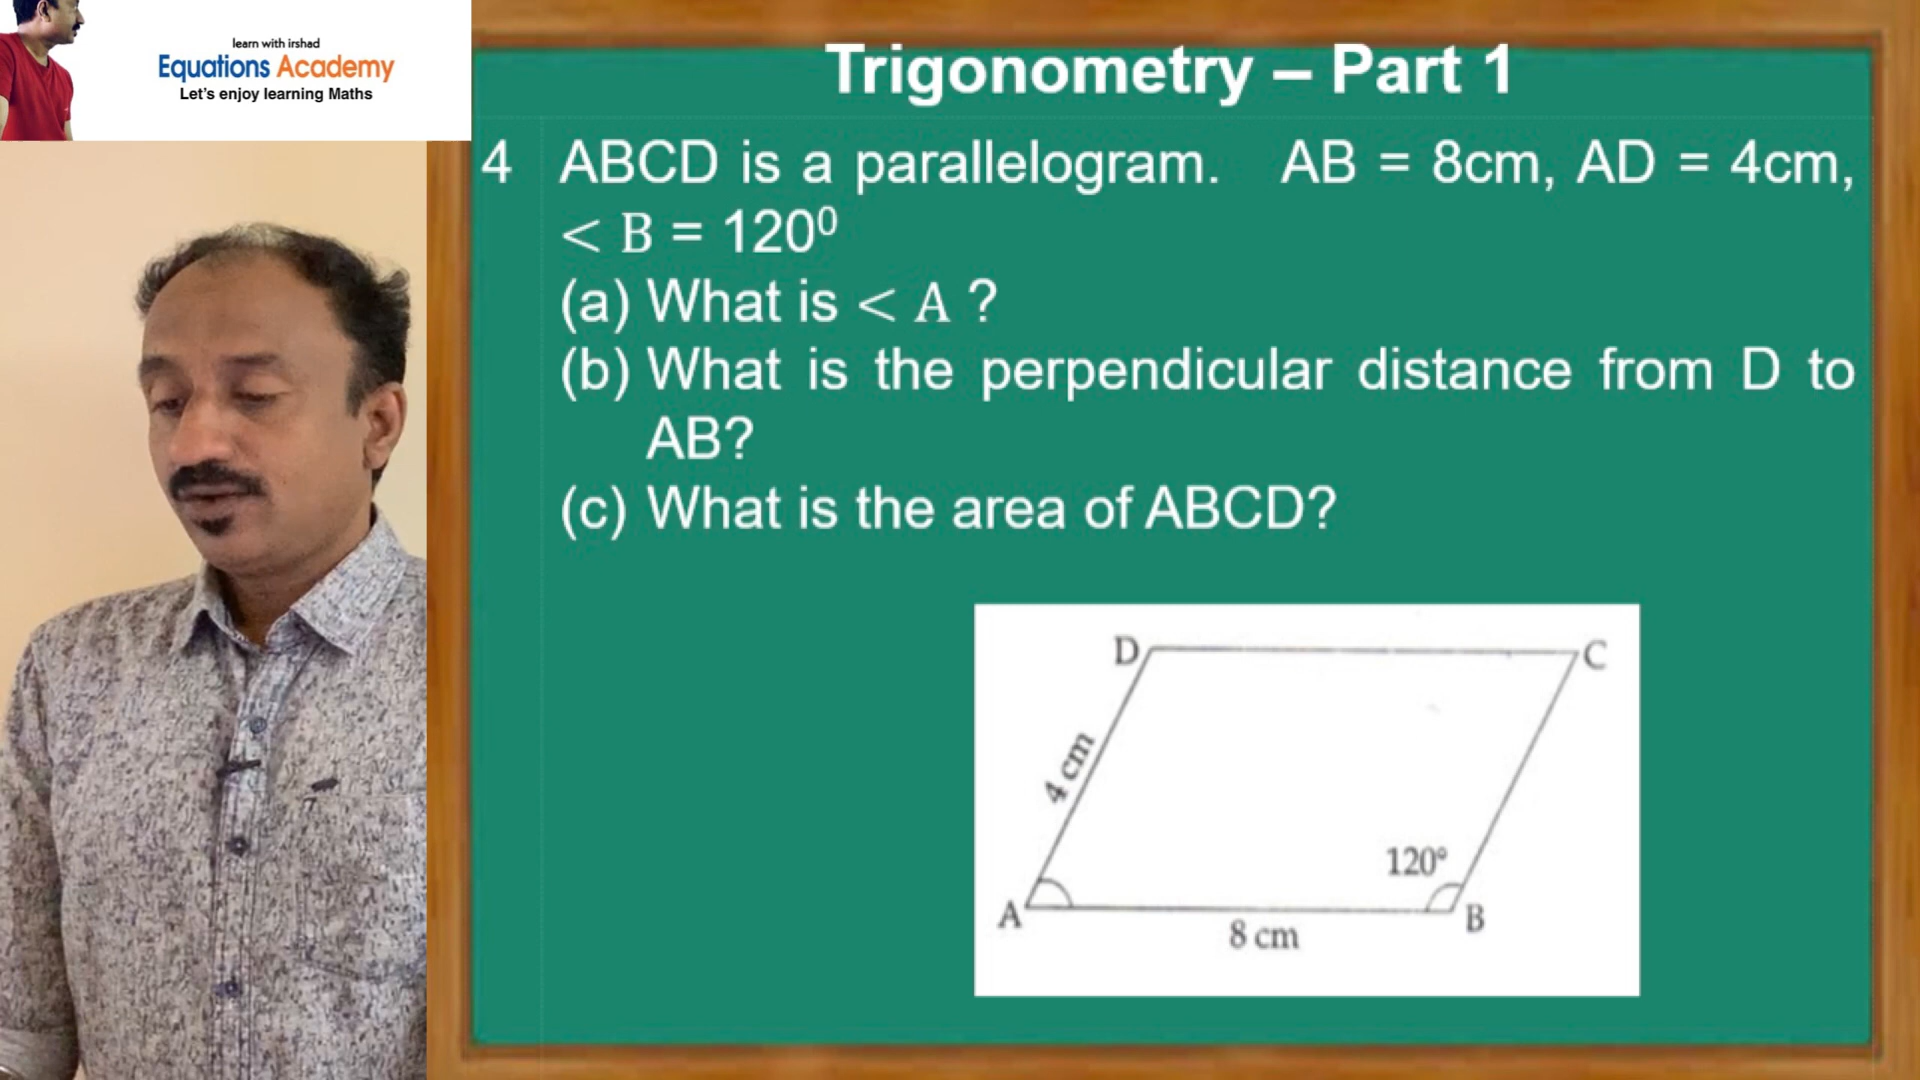 learn with irshad
Equations Academy
Let's enjoy learning Maths
Trigonometry – Part 1
4 ABCD is a parallelogram. AB = 8cm, AD = 4cm,
< B = 120⁰
(a) What is < A ?
(b) What is the perpendicular distance from D to
AB?
(c) What is the area of ABCD?
D
C
4 cm
120°
A
B
8 cm